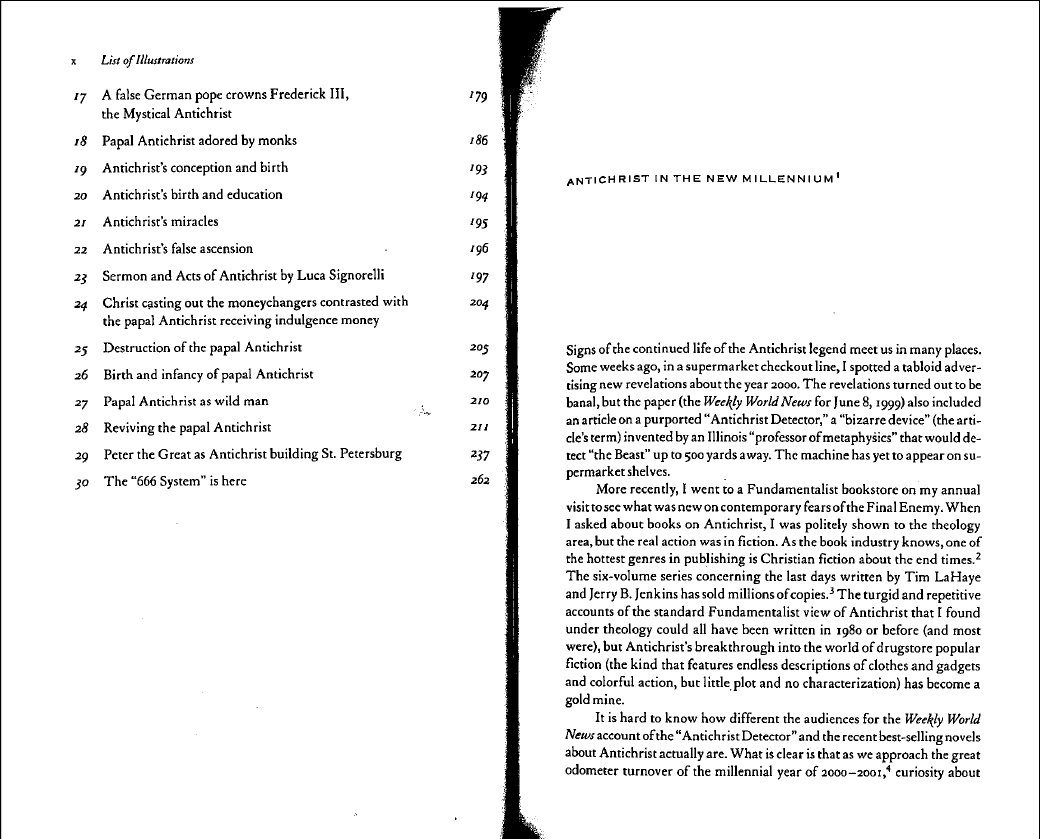 x List of Illustrations
17 A false German pope crowns Frederick III, 179
the Mystical Antichrist
18 Papal Antichrist adored by monks 186
19 Antichrist's conception and birth 193
20 Antichrist's birth and education 194
21 Antichrist's miracles 195
22 Antichrist's false ascension 196
23 Sermon and Acts of Antichrist by Luca Signorelli 197
24 Christ casting out the moneychangers contrasted with 204
the papal Antichrist receiving indulgence money
25 Destruction of the papal Antichrist 205
26 Birth and infancy of papal Antichrist 207
27 Papal Antichrist as wild man 210
28 Reviving the papal Antichrist 211
29 Peter the Great as Antichrist building St. Petersburg 237
30 The "666 System" is here 262
ANTICHRIST IN THE NEW MILLENNIUM¹
Signs of the continued life of the Antichrist legend meet us in many places.
Some weeks ago, in a supermarket checkout line, I spotted a tabloid adver-
tising new revelations about the year 2000. The revelations turned out to be
banal, but the paper (the Weekly World News for June 8, 1999) also included
an article on a purported "Antichrist Detector," a "bizarre device" (the arti-
cle's term) invented by an Illinois "professor of metaphysics" that would de-
tect "the Beast" up to 500 yards away. The machine has yet to appear on su-
permarket shelves.
More recently, I went to a Fundamentalist bookstore on my annual
visit to see what was new on contemporary fears of the Final Enemy. When
I asked about books on Antichrist, I was politely shown to the theology
area, but the real action was in fiction. As the book industry knows, one of
the hottest genres in publishing is Christian fiction about the end times.²
The six-volume series concerning the last days written by Tim LaHaye
and Jerry B. Jenkins has sold millions of copies.³ The turgid and repetitive
accounts of the standard Fundamentalist view of Antichrist that I found
under theology could all have been written in 1980 or before (and most
were), but Antichrist's breakthrough into the world of drugstore popular
fiction (the kind that features endless descriptions of clothes and gadgets
and colorful action, but little plot and no characterization) has become a
gold mine.
It is hard to know how different the audiences for the Weekly World
News account of the "Antichrist Detector" and the recent best-selling novels
about Antichrist actually are. What is clear is that as we approach the great
odometer turnover of the millennial year of 2000–2001,⁴ curiosity about